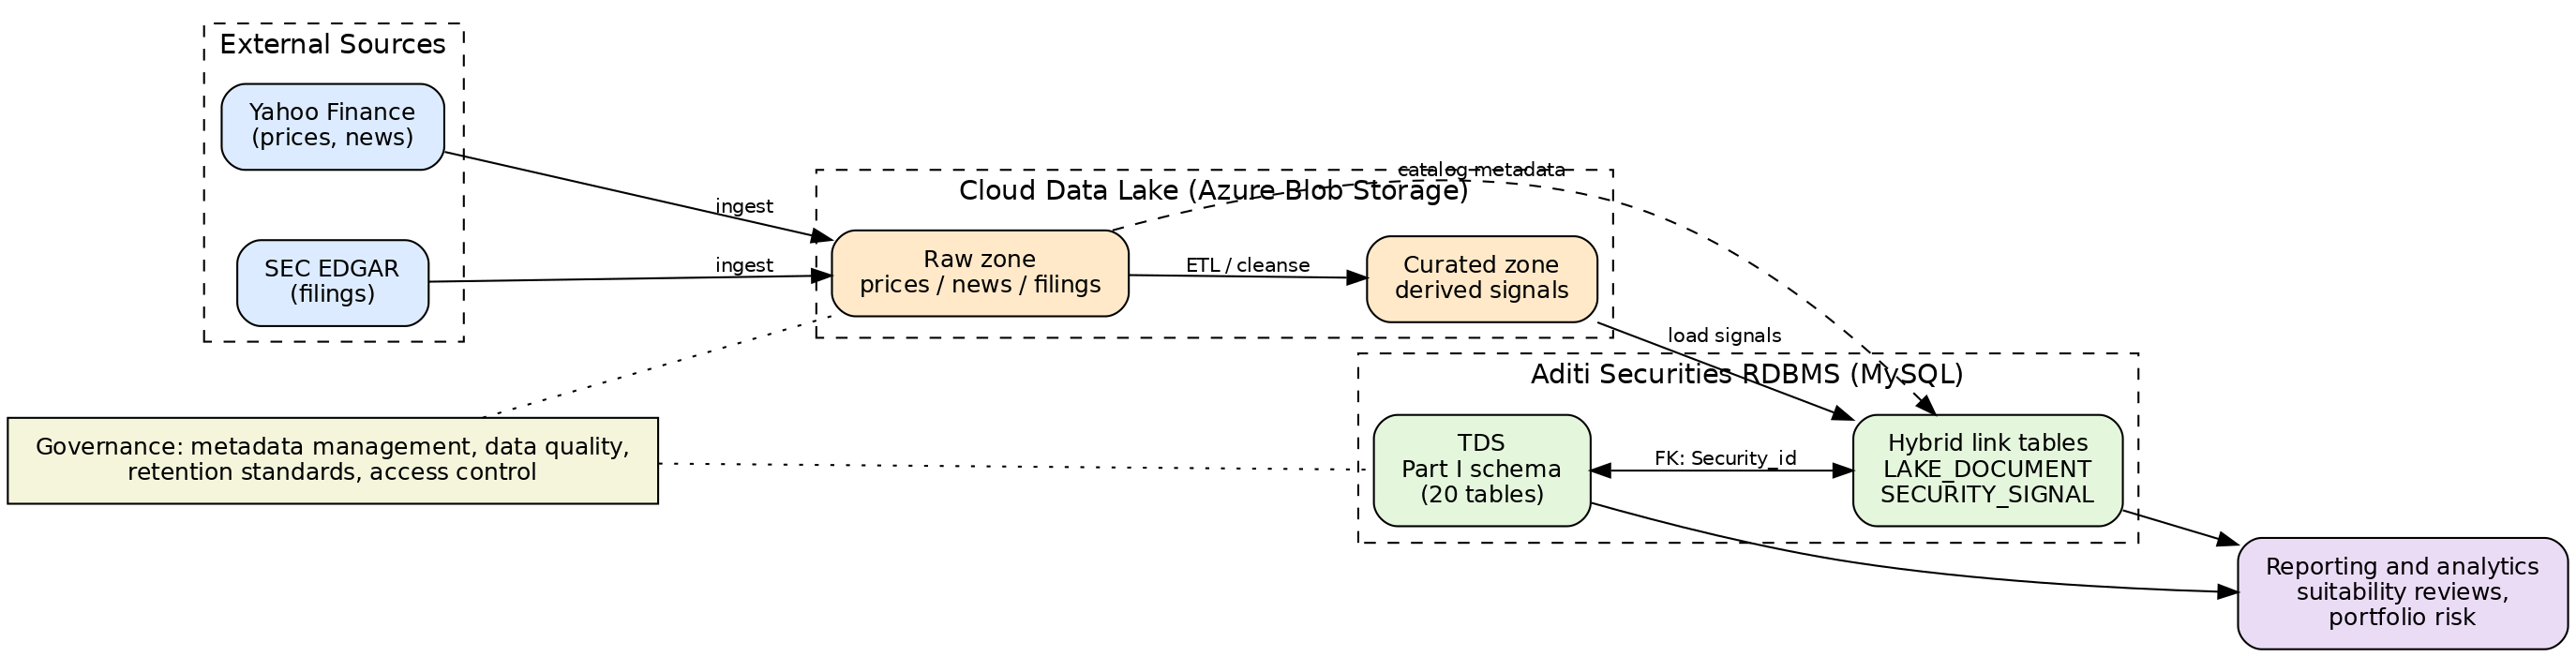 External Sources
Yahoo Finance
(prices, news)
SEC EDGAR
(filings)
ingest
ingest
Cloud Data Lake (Azure Blob Storage)
catalog metadata
Raw zone
prices / news / filings
ETL / cleanse
Curated zone
derived signals
load signals
Governance: metadata management, data quality,
retention standards, access control
Aditi Securities RDBMS (MySQL)
TDS
Part I schema
(20 tables)
FK: Security_id
Hybrid link tables
LAKE_DOCUMENT
SECURITY_SIGNAL
Reporting and analytics
suitability reviews,
portfolio risk